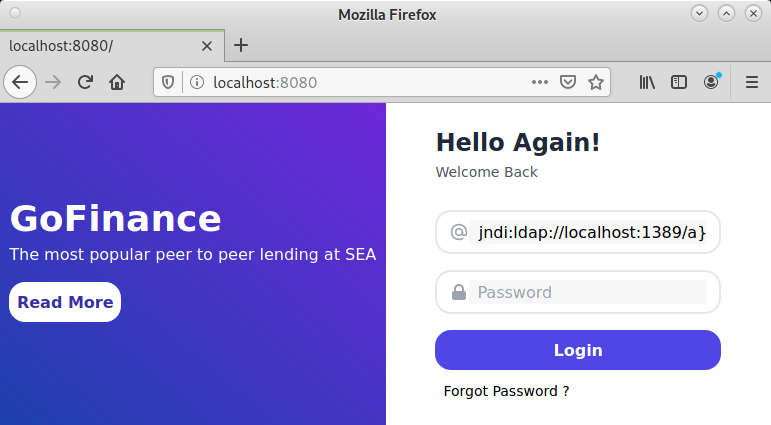 Mozilla Firefox
localhost:8080/
localhost:8080
GoFinance
The most popular peer to peer lending at SEA
Read More
Hello Again!
Welcome Back
jndi:ldap://localhost:1389/a}
Password
Login
Forgot Password ?